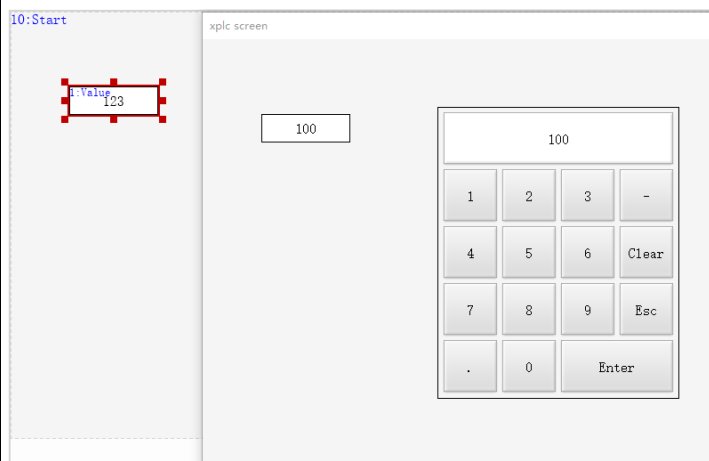 10:Start
xplc screen
1:Value
123
100
100
1 2 3 -
4 5 6 Clear
7 8 9 Esc
. 0 Enter